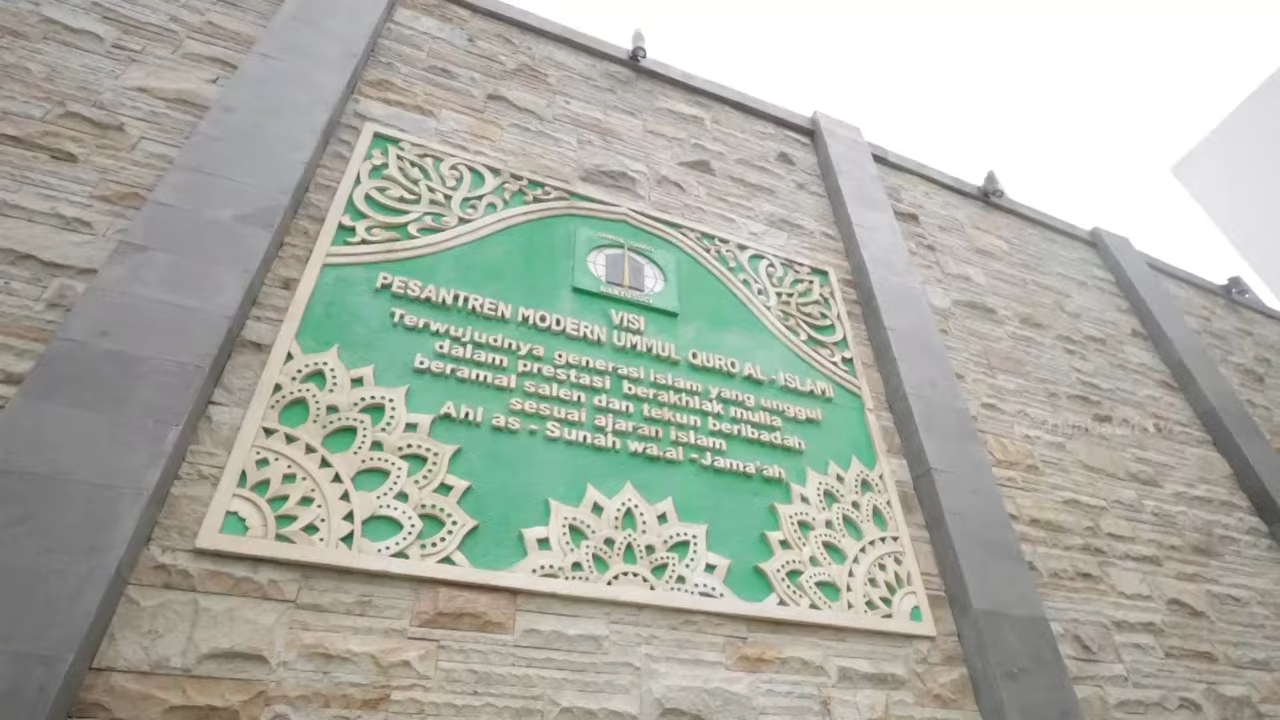 VISI
PESANTREN MODERN UMMUL QURO AL - ISLAMI
Terwujudnya generasi islam yang unggul
dalam prestasi berakhlak mulia
beramal saleh dan tekun beribadah
sesuai ajaran islam
Ahl as - Sunah wa.al - Jama'ah